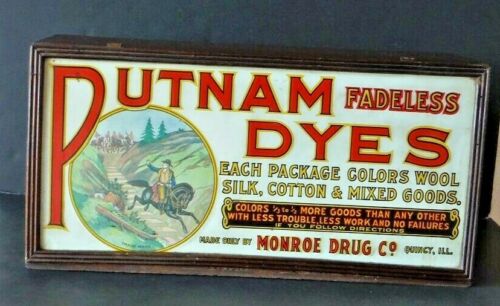 PUTNAM
FADELESS
DYES
EACH PACKAGE COLORS WOOL
SILK, COTTON & MIXED GOODS.
COLORS ⅓ to ½ MORE GOODS THAN ANY OTHER
WITH LESS TROUBLE, LESS WORK AND NO FAILURES
IF YOU FOLLOW DIRECTIONS
MADE ONLY BY MONROE DRUG CO QUINCY, ILL.
TRADE MARK